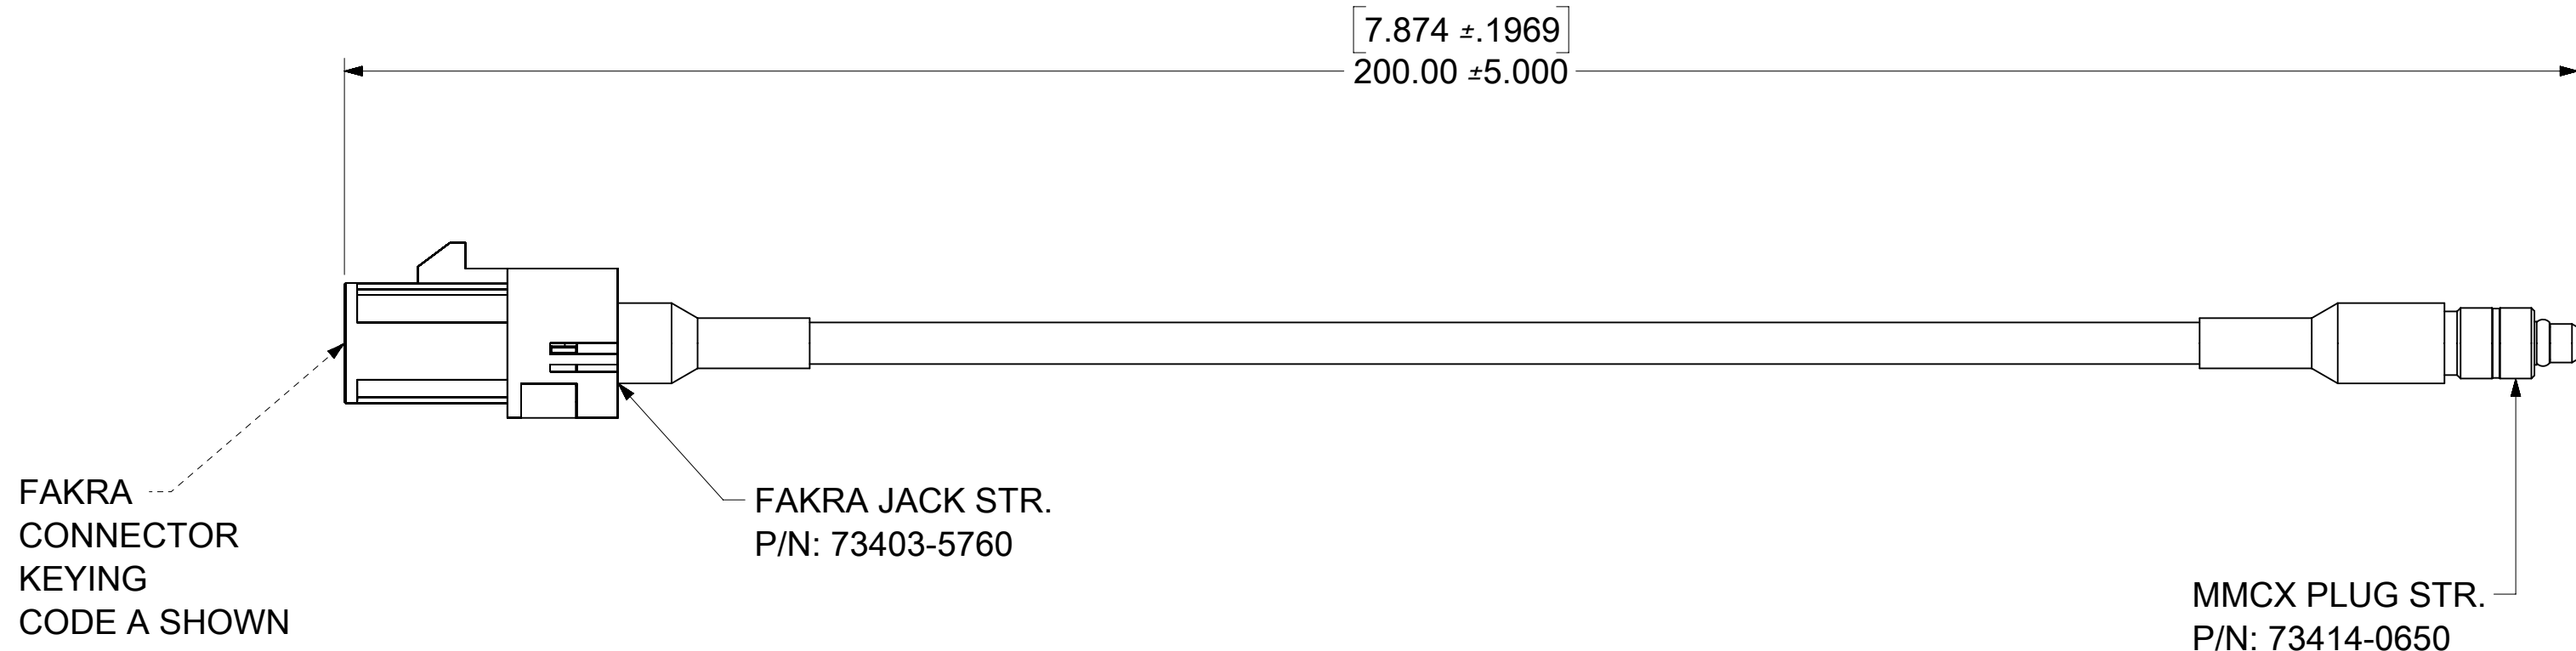 7.874 ±.1969
200.00 ±5.000
FAKRA
CONNECTOR
KEYING
CODE A SHOWN
FAKRA JACK STR.
P/N: 73403-5760
MMCX PLUG STR.
P/N: 73414-0650